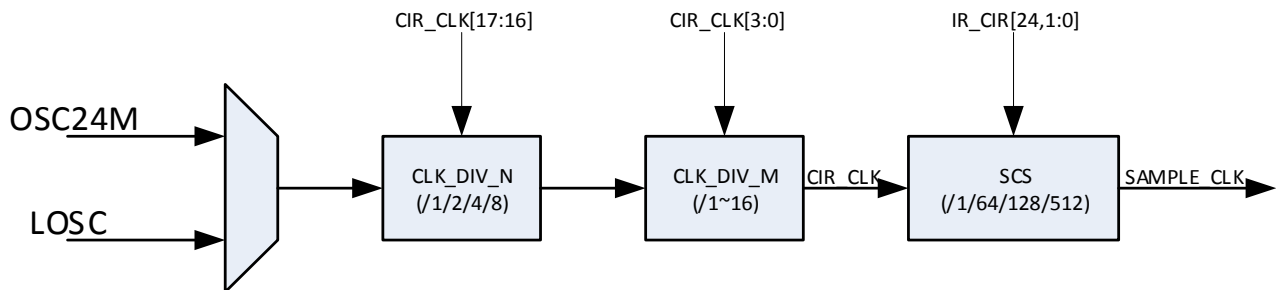 CIR_CLK[17:16]
CIR_CLK[3:0]
IR_CIR[24,1:0]
OSC24M
LOSC
CLK_DIV_N
(/1/2/4/8)
CLK_DIV_M
(/1~16)
CIR_CLK
SCS
(/1/64/128/512)
SAMPLE_CLK